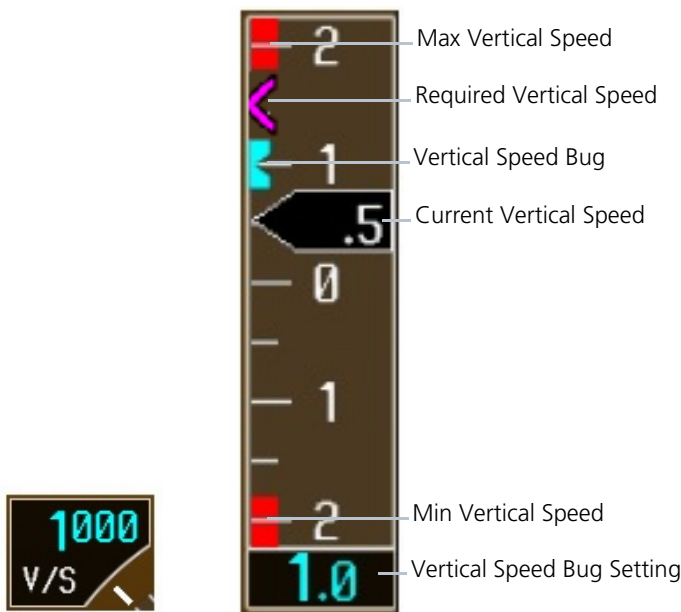 2 Max Vertical Speed
Required Vertical Speed
1 Vertical Speed Bug
.5 Current Vertical Speed
0
1
2 Min Vertical Speed
1.0 Vertical Speed Bug Setting
1000
V/S